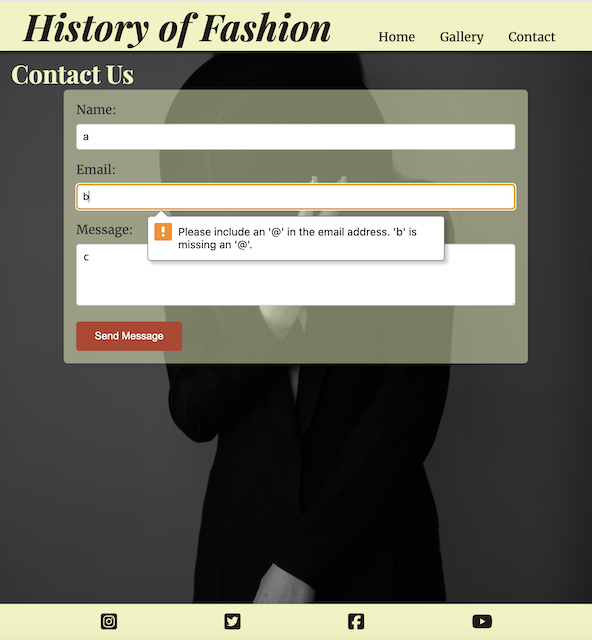 History of Fashion
Home Gallery Contact
Contact Us
Name:
a
Email:
b
Please include an '@' in the email address. 'b' is
missing an '@'.
Message:
c
Send Message